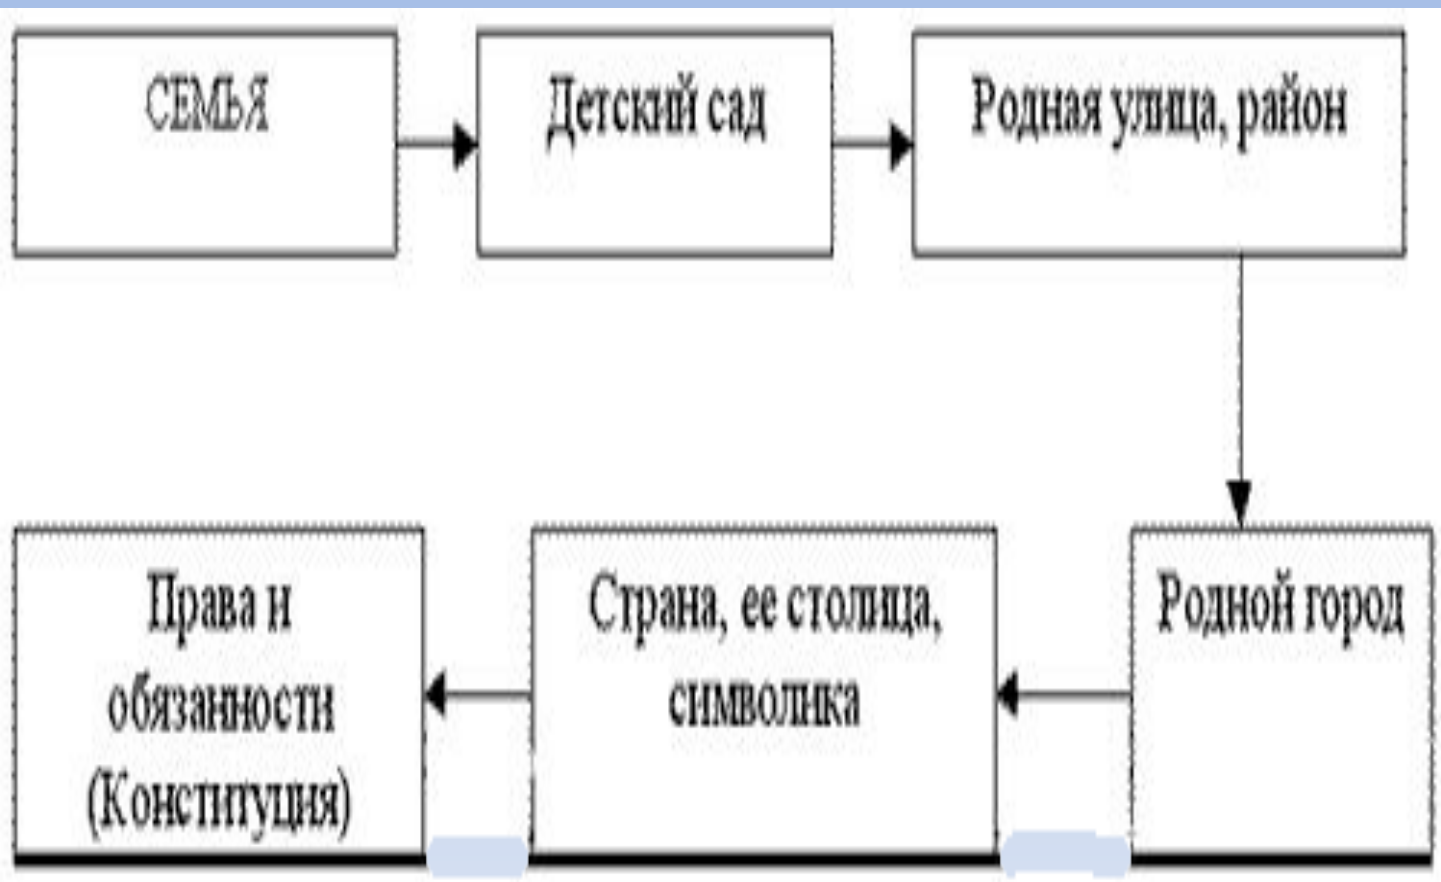 СЕМЬЯ
Детский сад
Родная улица, район
Родной город
Страна, ее столица,
символика
Права и
обязанности
(Конституция)